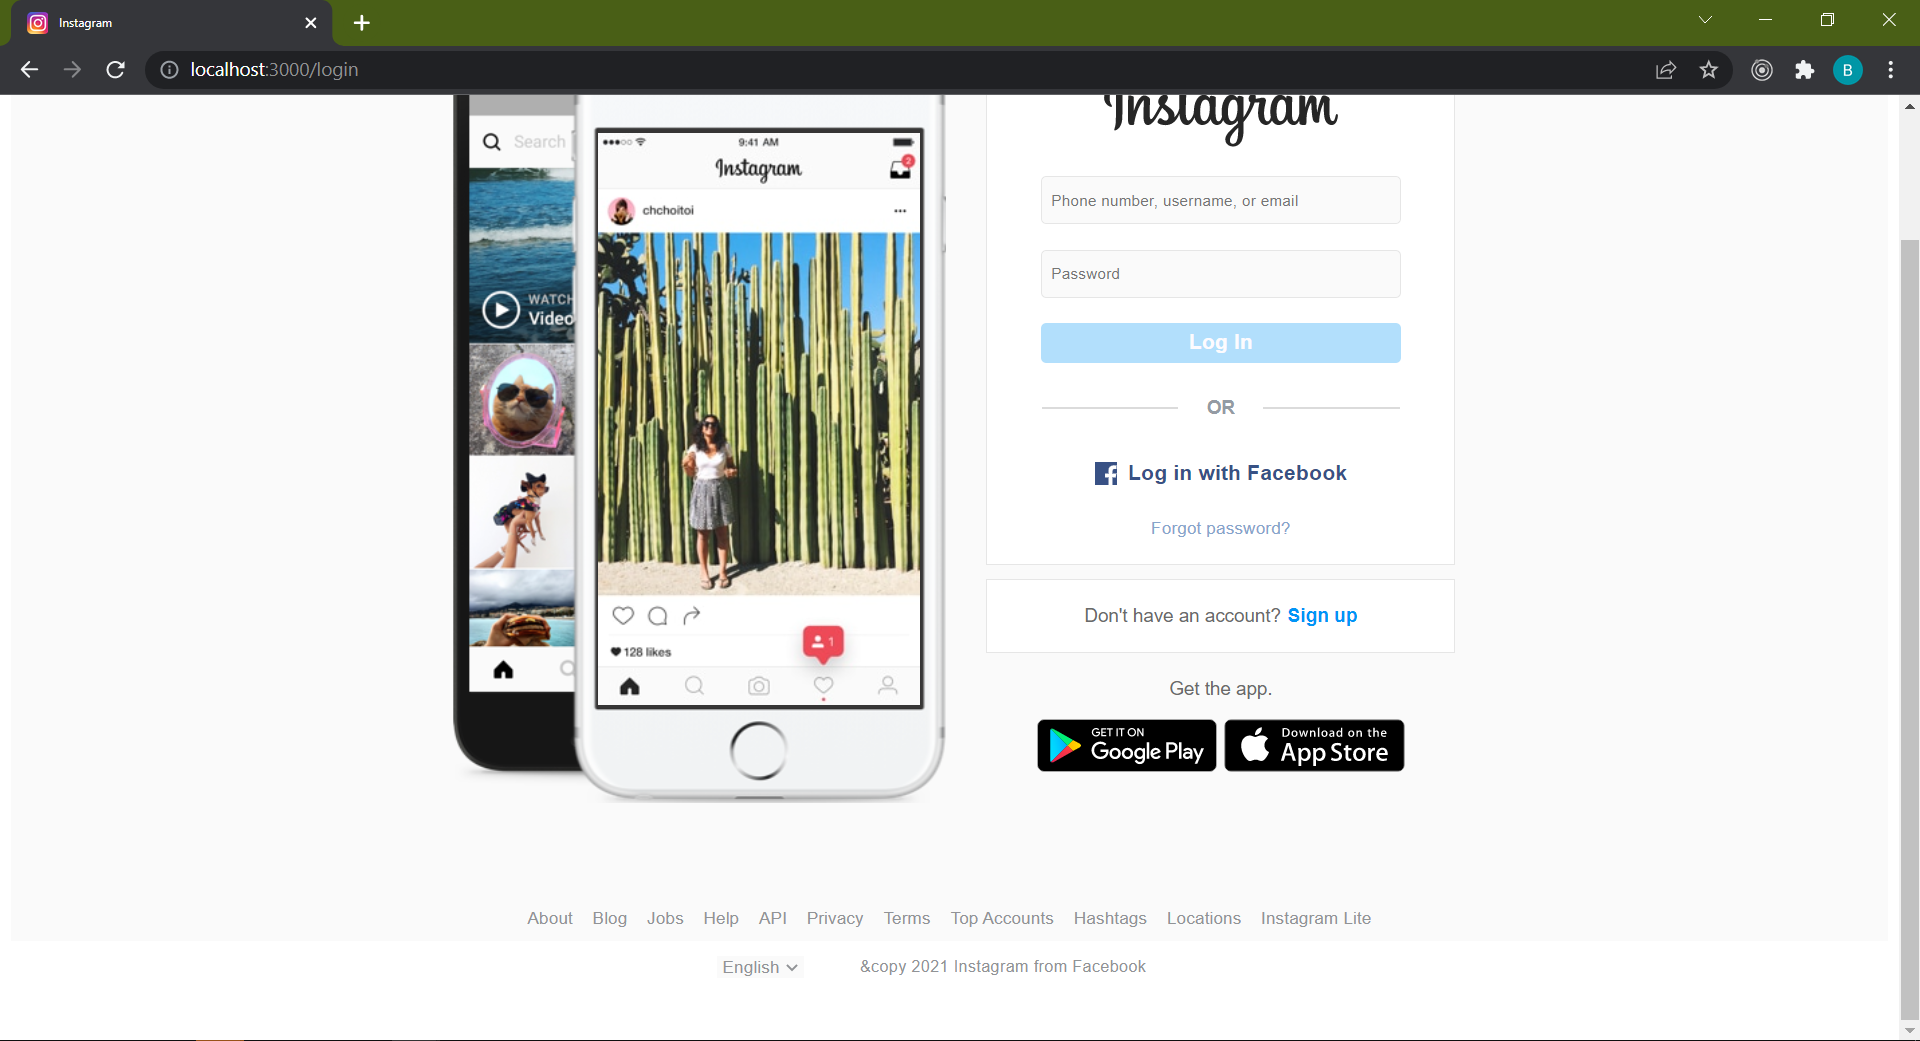 Instagram
localhost:3000/login
B
Search
WATCH
Video
9:41 AM
Instagram
2
chchoitoi
128 likes
1
Instagram
Phone number, username, or email
Password
Log In
OR
Log in with Facebook
Forgot password?
Don't have an account? Sign up
Get the app.
GET IT ON
Google Play
Download on the
App Store
About Blog Jobs Help API Privacy Terms Top Accounts Hashtags Locations Instagram Lite
English
&copy 2021 Instagram from Facebook